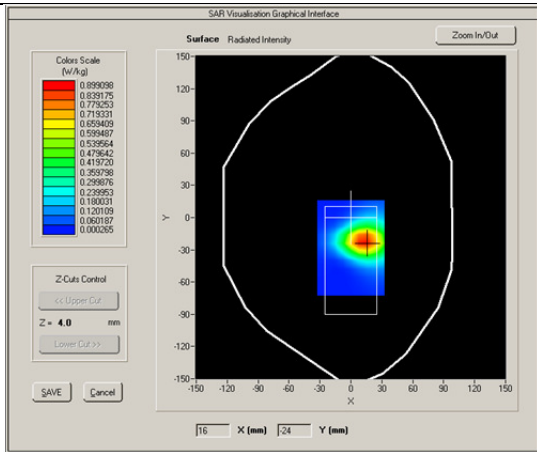 SAR Visualisation Graphical Interface
Surface Radiated Intensity
Zoom In/Out
Colors Scale
(W/kg)
0.899098
0.839175
0.779253
0.719331
0.659409
0.599487
0.539564
0.479642
0.419720
0.359798
0.299876
0.239953
0.180031
0.120109
0.060187
0.000265
Z-Cuts Control
<< Upper Cut
Z = 4.0 mm
Lower Cut >>
SAVE Cancel
150-
120-
90-
60-
30-
0-
-30-
-60-
-90-
-120-
-150-
Y
-150 -120 -90 -60 -30 0 30 60 90 120 150
X
16 X (mm) -24 Y (mm)